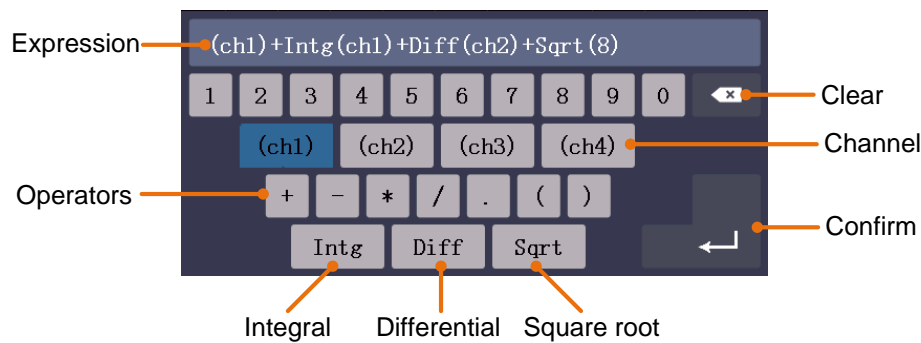 Expression
(ch1)+Intg(ch1)+Diff(ch2)+Sqrt(8)
1 2 3 4 5 6 7 8 9 0
Clear
(ch1) (ch2) (ch3) (ch4)
Channel
Operators
+ - * / . ( )
Confirm
Intg Diff Sqrt
Integral Differential Square root